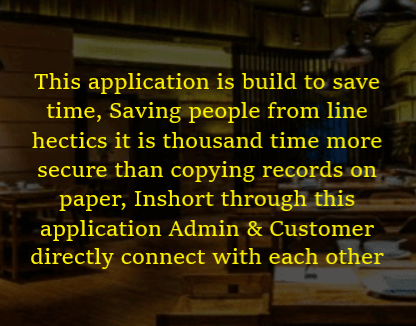 This application is build to save
time, Saving people from line
hectics it is thousand time more
secure than copying records on
paper, Inshort through this
application Admin & Customer
directly connect with each other